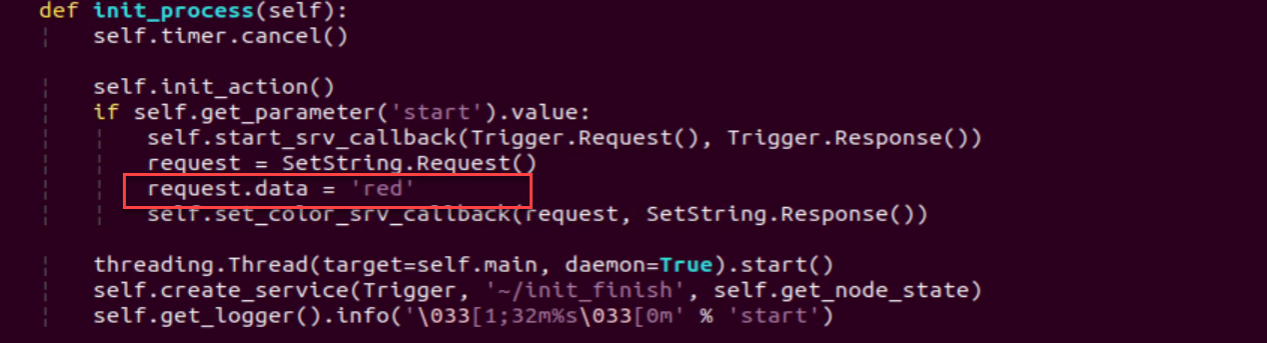 def init_process(self):
self.timer.cancel()
self.init_action()
if self.get_parameter('start').value:
self.start_srv_callback(Trigger.Request(), Trigger.Response())
request = SetString.Request()
request.data = 'red'
self.set_color_srv_callback(request, SetString.Response())
threading.Thread(target=self.main, daemon=True).start()
self.create_service(Trigger, '~/init_finish', self.get_node_state)
self.get_logger().info('\033[1;32m%s\033[0m' % 'start')